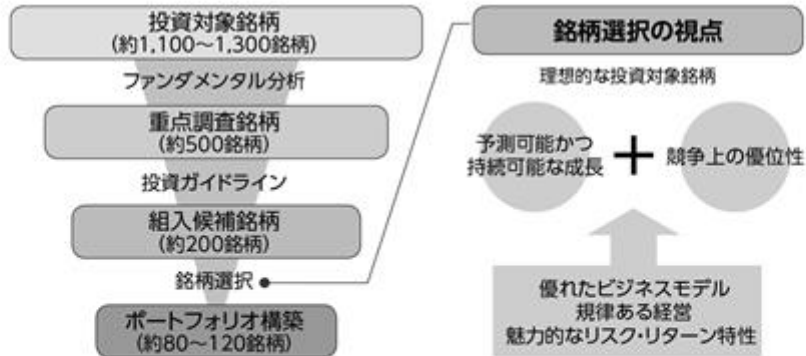 投資対象銘柄
(約1,100～1,300銘柄)
ファンダメンタル分析
重点調査銘柄
(約500銘柄)
投資ガイドライン
組入候補銘柄
(約200銘柄)
銘柄選択
ポートフォリオ構築
(約80～120銘柄)
銘柄選択の視点
理想的な投資対象銘柄
予測可能かつ
持続可能な成長
+
競争上の優位性
優れたビジネスモデル
規律ある経営
魅力的なリスク・リターン特性